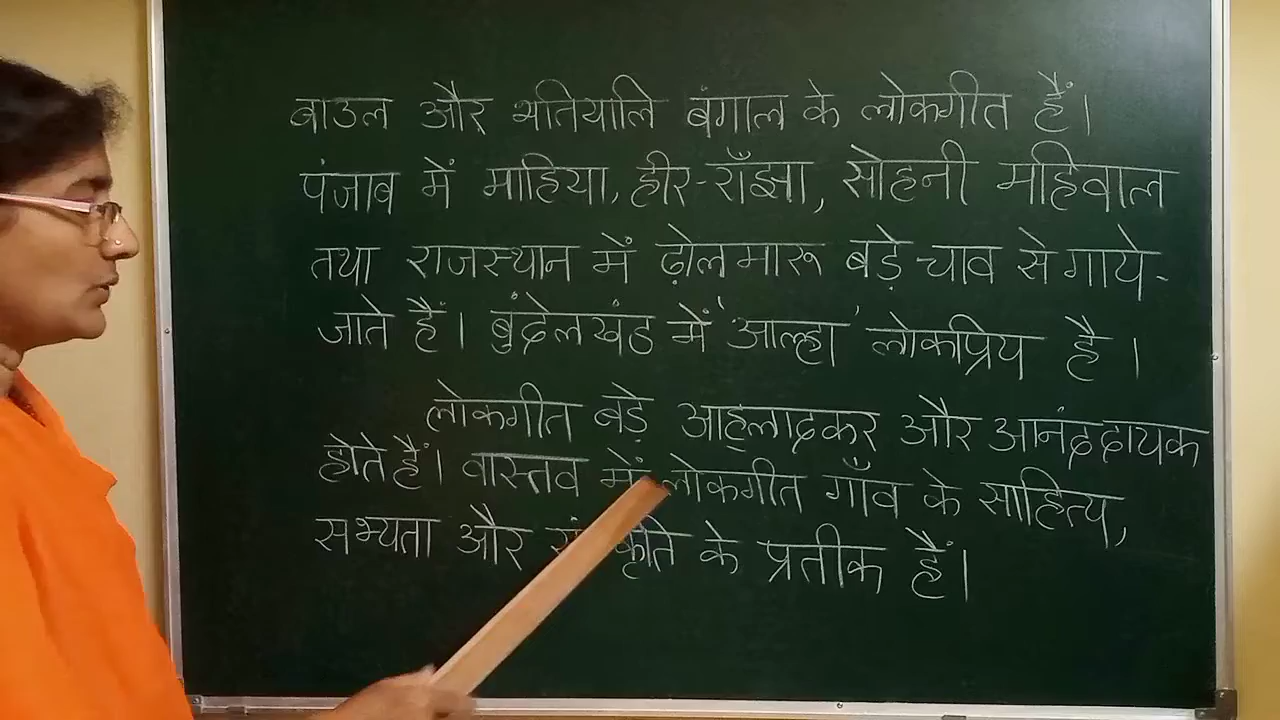 बाउल और भतियालि बंगाल के लोकगीत हैं।
पंजाब में माहिया, हीर-राँझा, सोहनी महिवाल
तथा राजस्थान में ढ़ोलमारू बड़े चाव से गाये-
जाते हैं। बुंदेलखंड में 'आल्हा' लोकप्रिय है।
लोकगीत बड़े आह्लादकर और आनंददायक
होते हैं। वास्तव में लोकगीत गाँव के साहित्य,
सभ्यता और के प्रतीक हैं।